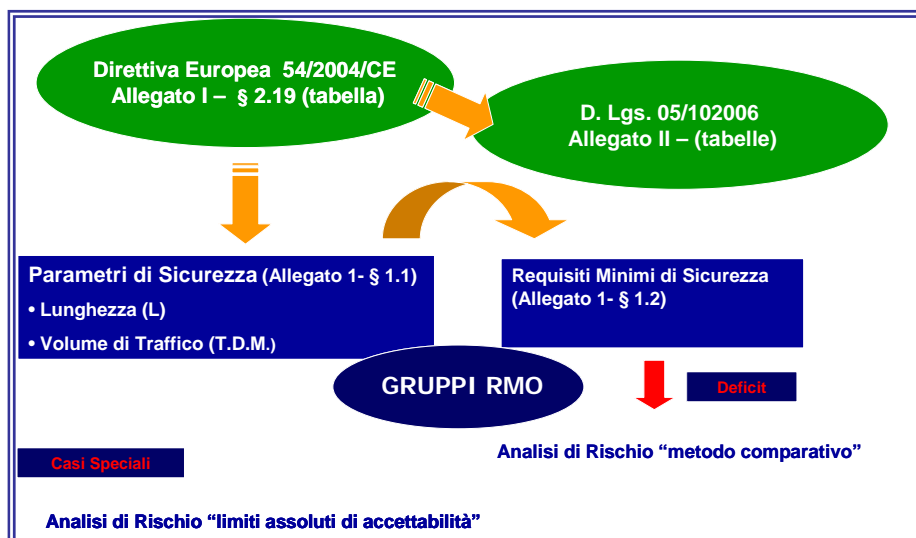 Direttiva Europea 54/2004/CE
Allegato I – § 2.19 (tabella)
D. Lgs. 05/102006
Allegato II – (tabelle)
Parametri di Sicurezza (Allegato 1- § 1.1)
• Lunghezza (L)
• Volume di Traffico (T.D.M.)
Requisiti Minimi di Sicurezza
(Allegato 1- § 1.2)
GRUPPI RMO
Deficit
Analisi di Rischio “metodo comparativo”
Casi Speciali
Analisi di Rischio “limiti assoluti di accettabilità”